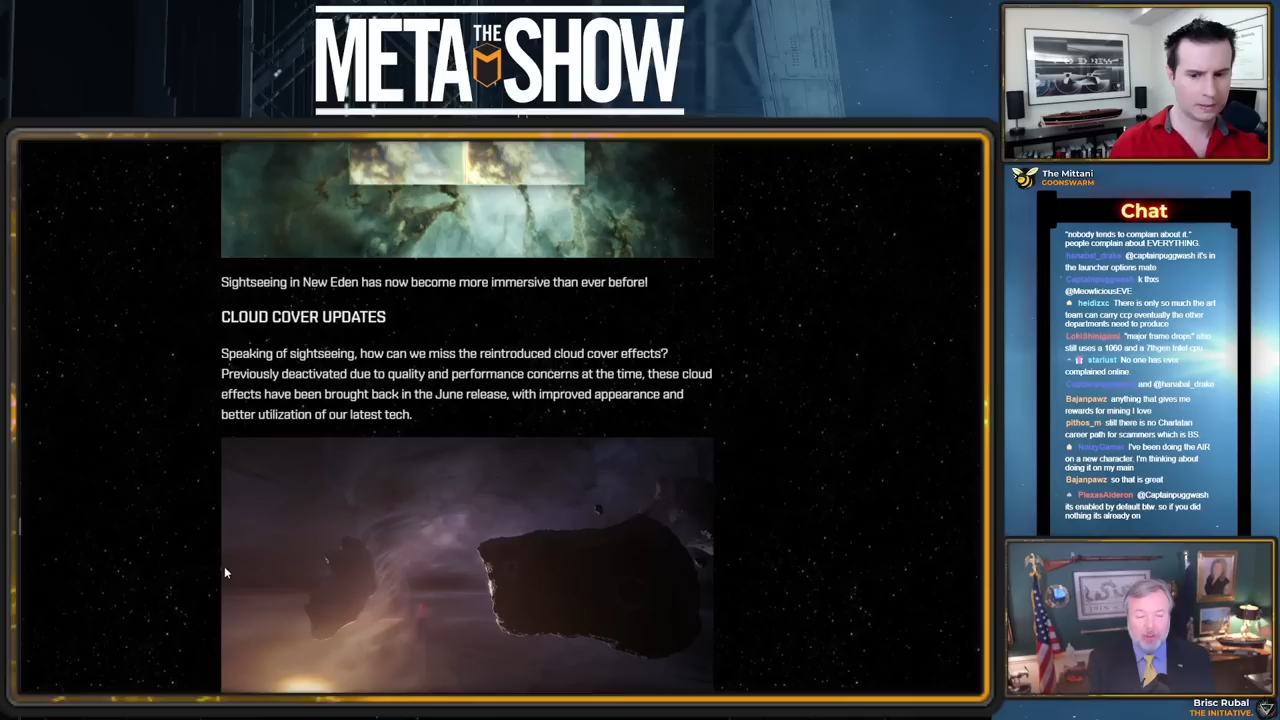 META THE SHOW
Sightseeing in New Eden has now become more immersive than ever before!
CLOUD COVER UPDATES
Speaking of sightseeing, how can we miss the reintroduced cloud cover effects?
Previously deactivated due to quality and performance concerns at the time, these cloud
effects have been brought back in the June release, with improved appearance and
better utilization of our latest tech.
The Mittani
GOONSWARM
Chat
"nobody tends to complain about it."
people complain about EVERYTHING.
hanabal_drake @captainpuggwash it's in
the launcher options mate
Captainpuggwash k thxs
@MeowliciousEVE
heidizxc There is only so much the art
team can carry ccp eventually the other
departments need to produce
LokiShinigami "major frame drops" also
still uses a 1060 and a 7thgen Intel cpu
starlust No one has ever
complained online.
Captainpuggwash and @hanabal_drake
Bajanpawz anything that gives me
rewards for mining I love
pithos_m still there is no Charlatan
career path for scammers which is BS.
NoizyGamer I've been doing the AIR
on a new character. I'm thinking about
doing it on my main
Bajanpawz so that is great
PlexasAlderon @Captainpuggwash
its enabled by default btw. so if you did
nothing its already on
Brisc Rubal
THE INITIATIVE.